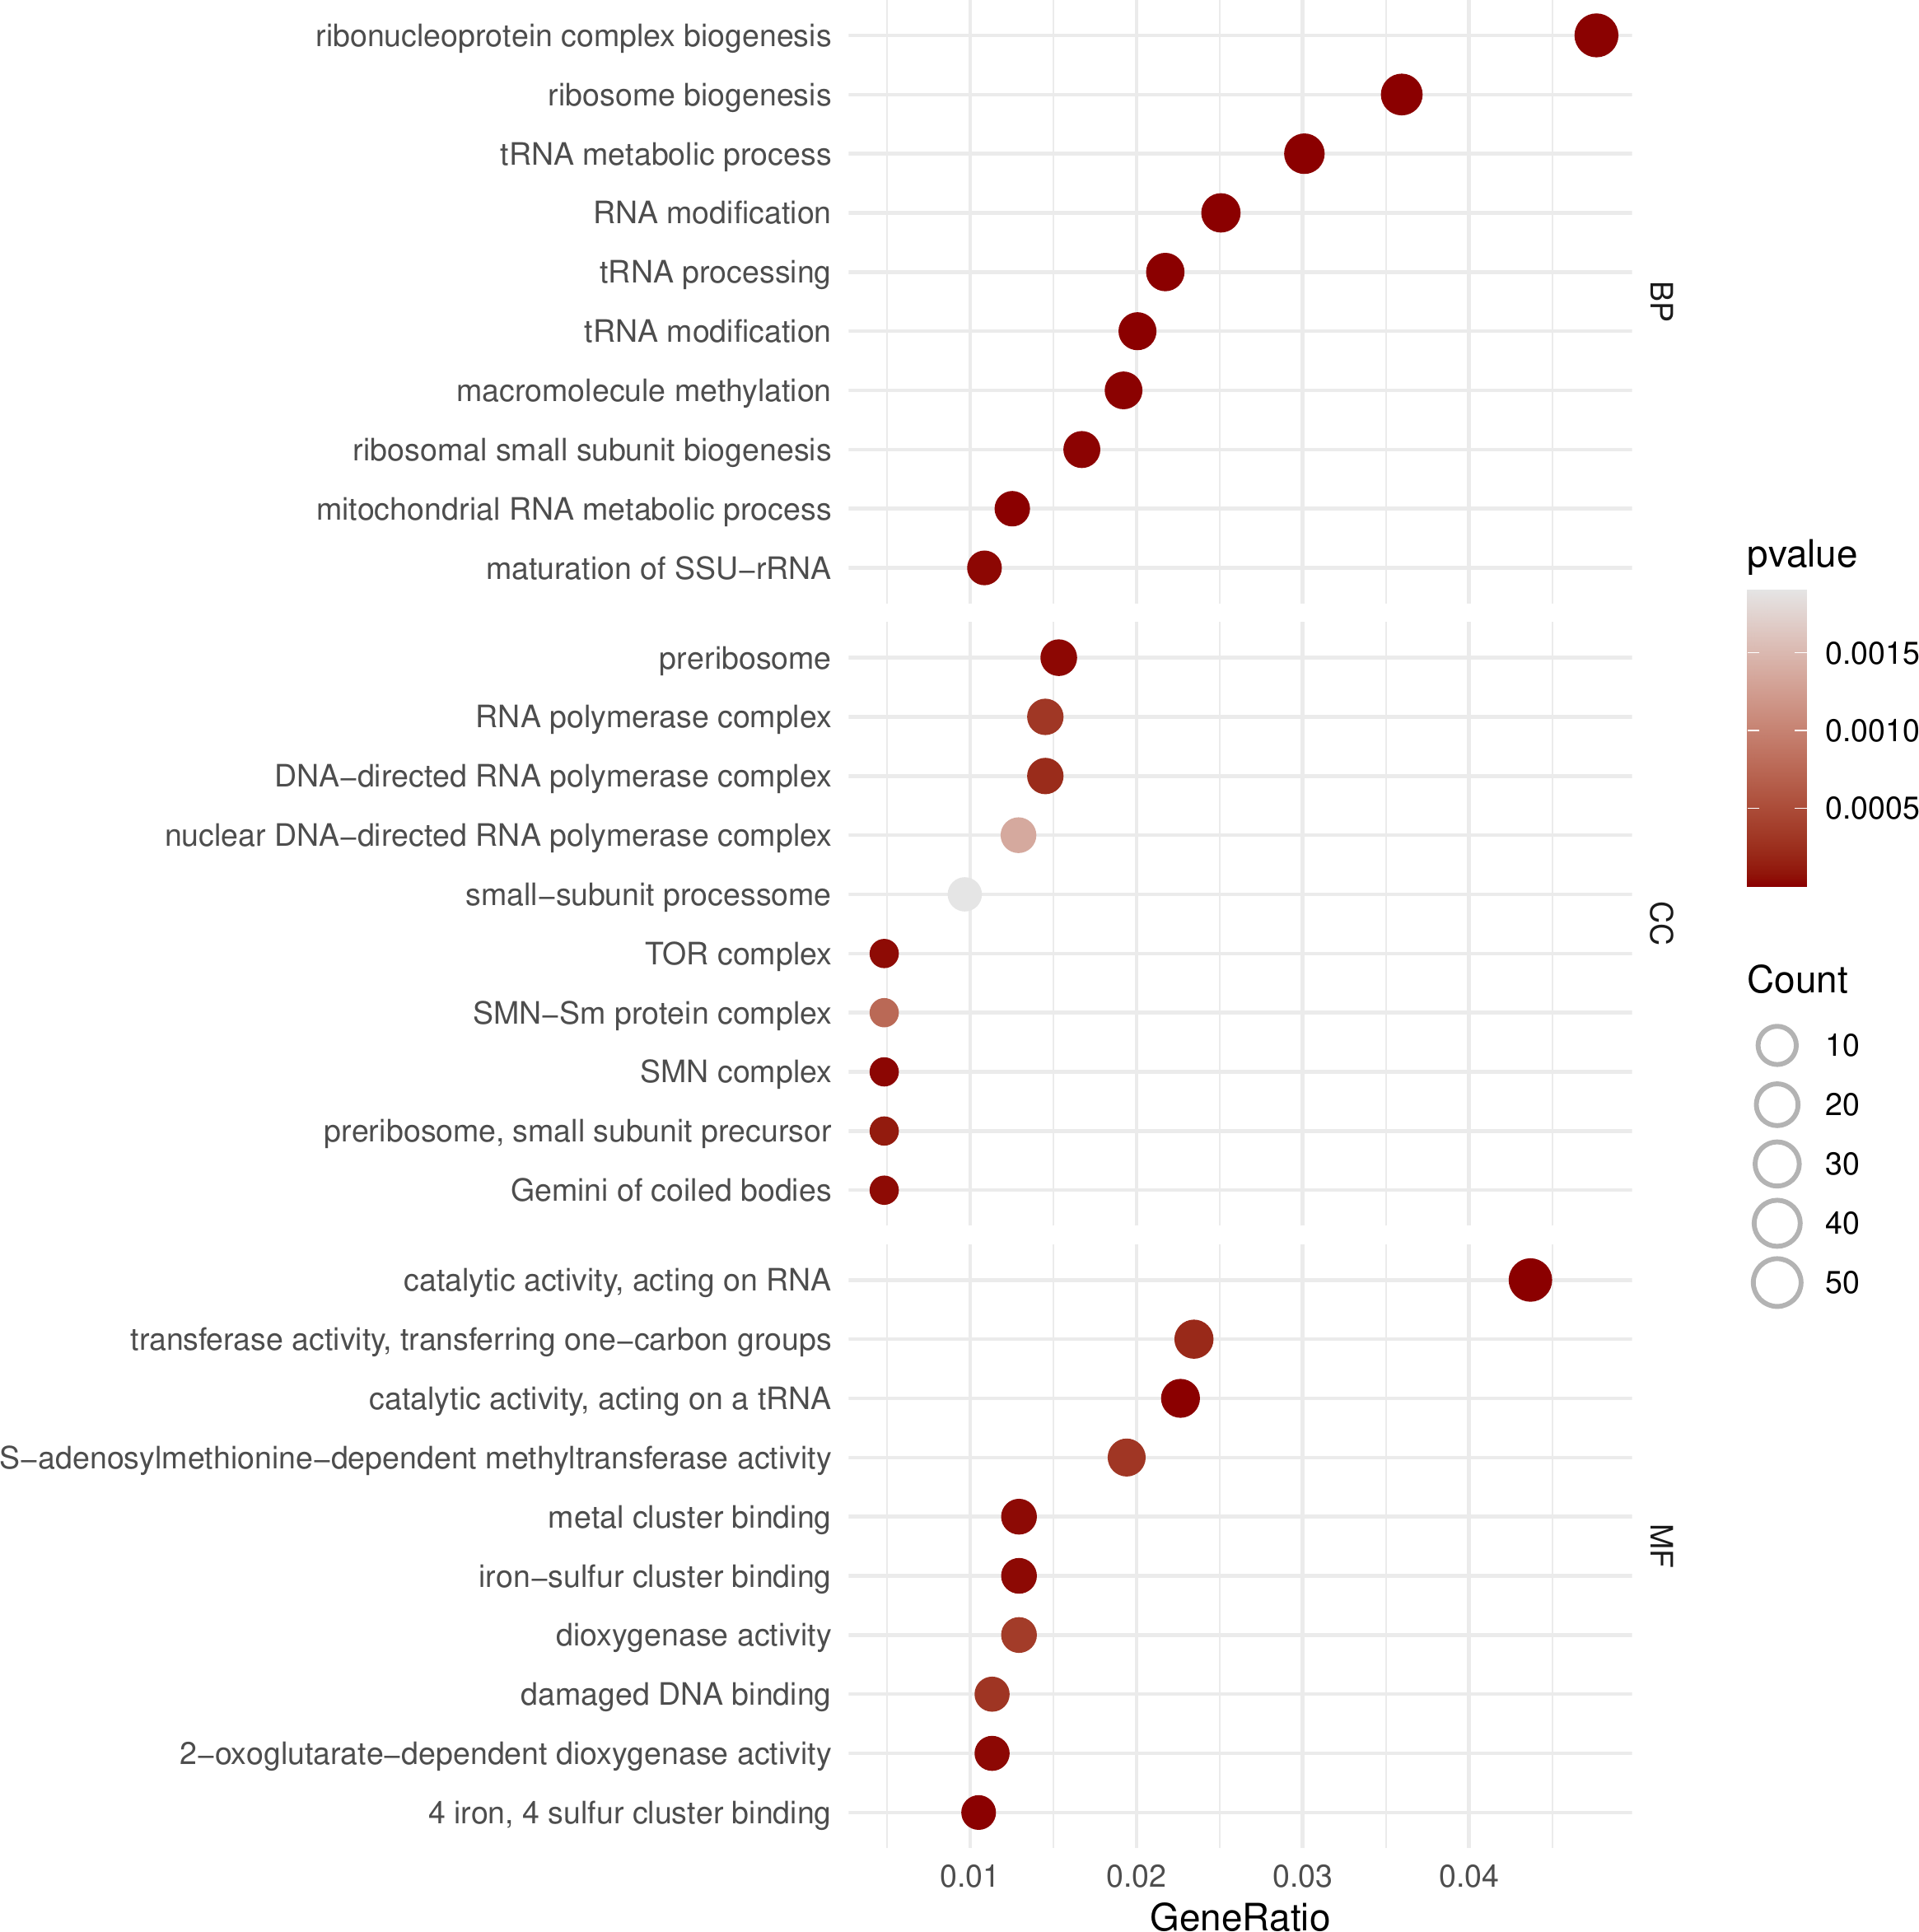 ribonucleoprotein complex biogenesis
ribosome biogenesis
tRNA metabolic process
RNA modification
tRNA processing
tRNA modification
macromolecule methylation
ribosomal small subunit biogenesis
mitochondrial RNA metabolic process
maturation of SSU−rRNA
BP
preribosome
RNA polymerase complex
DNA−directed RNA polymerase complex
nuclear DNA−directed RNA polymerase complex
small−subunit processome
TOR complex
SMN−Sm protein complex
SMN complex
preribosome, small subunit precursor
Gemini of coiled bodies
CC
catalytic activity, acting on RNA
transferase activity, transferring one−carbon groups
catalytic activity, acting on a tRNA
S−adenosylmethionine−dependent methyltransferase activity
metal cluster binding
iron−sulfur cluster binding
dioxygenase activity
damaged DNA binding
2−oxoglutarate−dependent dioxygenase activity
4 iron, 4 sulfur cluster binding
MF
0.01 0.02 0.03 0.04
GeneRatio
pvalue
0.0015
0.0010
0.0005
Count
10
20
30
40
50